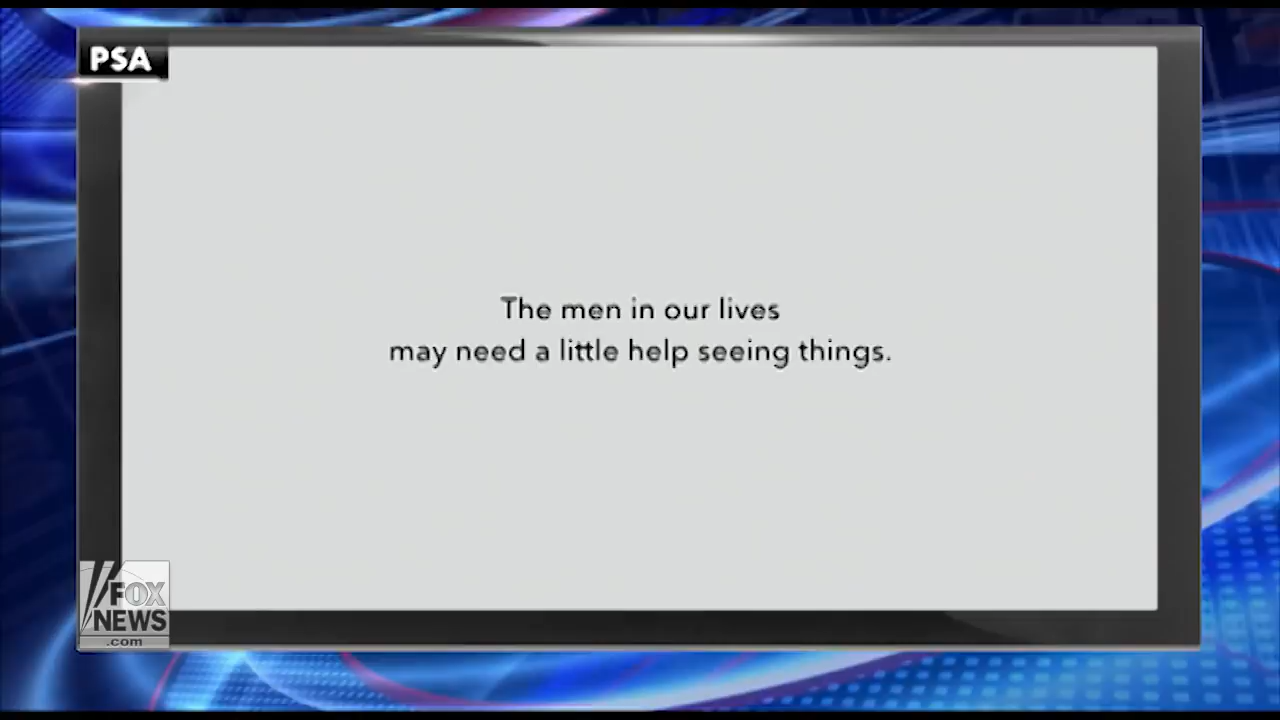 PSA
The men in our lives
may need a little help seeing things.
FOX
NEWS
.com